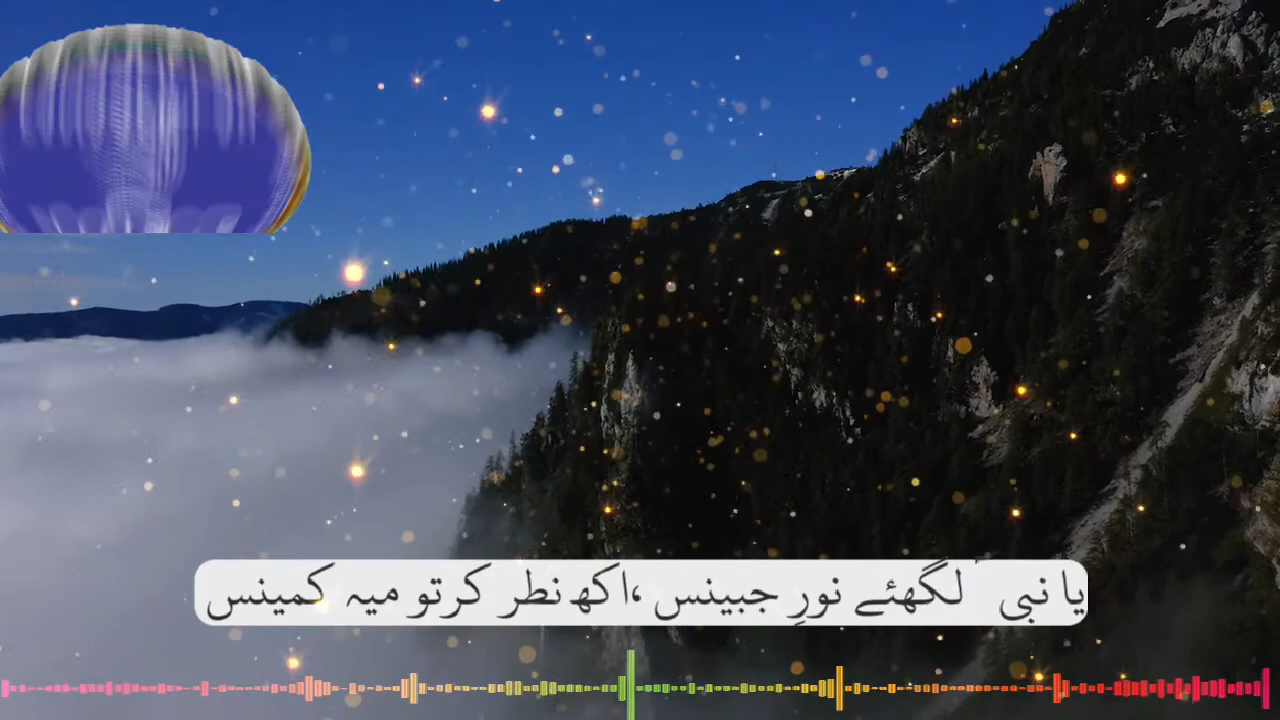 یا نبیؐ لگھئے نورِ جبینس ،اکھ نظر کرتو میہ کمینس